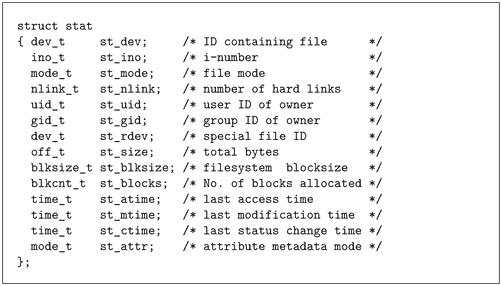 struct stat
{ dev_t st_dev; /* ID containing file */
ino_t st_ino; /* i-number */
mode_t st_mode; /* file mode */
nlink_t st_nlink; /* number of hard links */
uid_t st_uid; /* user ID of owner */
gid_t st_gid; /* group ID of owner */
dev_t st_rdev; /* special file ID */
off_t st_size; /* total bytes */
blksize_t st_blksize; /* filesystem blocksize */
blkcnt_t st_blocks; /* No. of blocks allocated */
time_t st_atime; /* last access time */
time_t st_mtime; /* last modification time */
time_t st_ctime; /* last status change time */
mode_t st_attr; /* attribute metadata mode */
};